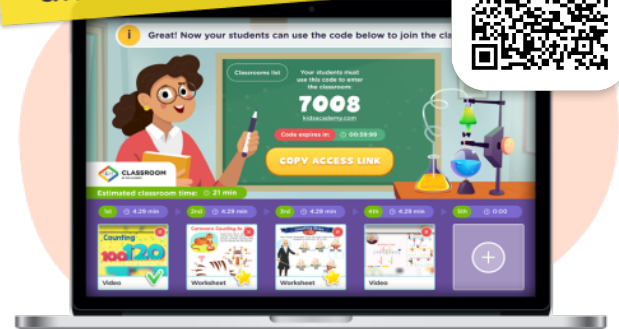 Great! Now your students can use the code below to join the cla
Classrooms list
Your students must
use this code to enter
the classroom:
7008
kidsacademy.com
Code expires in:
00:59:99
COPY ACCESS LINK
CLASSROOM
Estimated classroom time: 21 min
1st 4:29 min
2nd 4:29 min
3rd 4:29 min
4th 4:29 min
5th 0:00
Counting
100 120
Video
Worksheet
Worksheet
Video